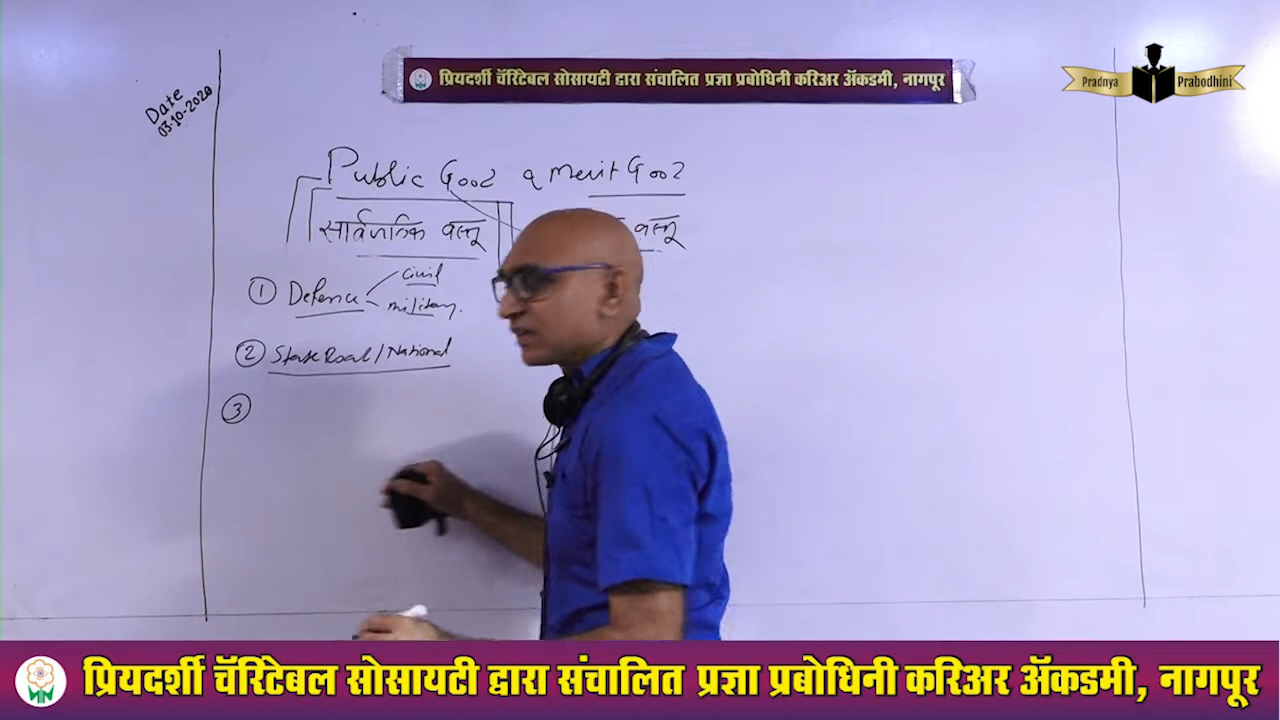 प्रियदर्शी चॅरिटेबल सोसायटी द्वारा संचालित प्रज्ञा प्रबोधिनी करिअर ॲकडमी, नागपूर
Pradnya Prabodhini
Date
03-10-2020
Public Good & Merit Good
सार्वजनिक वस्तू वस्तू
① Defence civil
military.
② State Road/National
③
प्रियदर्शी चॅरिटेबल सोसायटी द्वारा संचालित प्रज्ञा प्रबोधिनी करिअर ॲकडमी, नागपूर